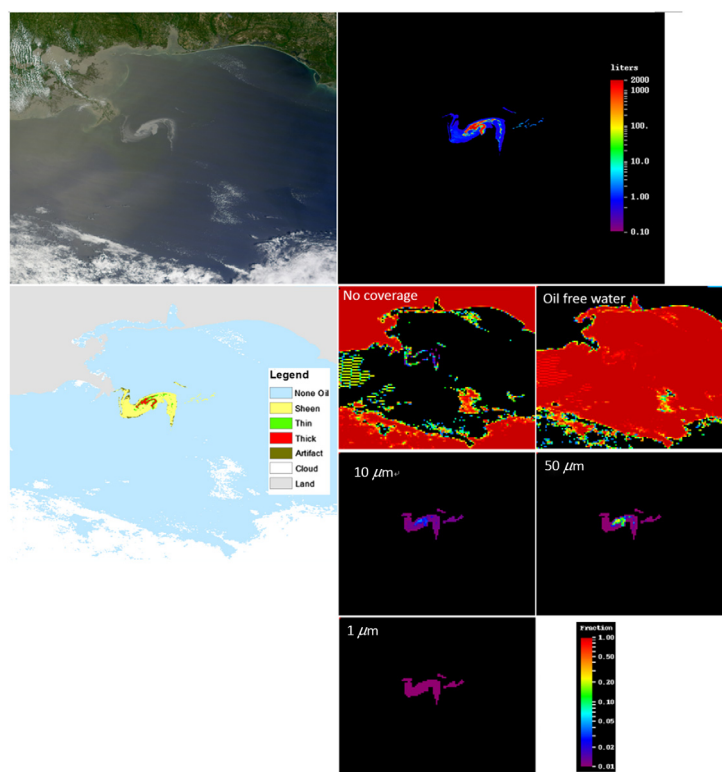 liters
2000
1000
100.
10.0
1.00
0.10
No coverage
Oil free water
Legend
None Oil
Sheen
Thin
Thick
Artifact
Cloud
Land
10 μm↵
50 μm
1 μm
Fraction
1.00
0.50
0.20
0.10
0.05
0.02
0.01